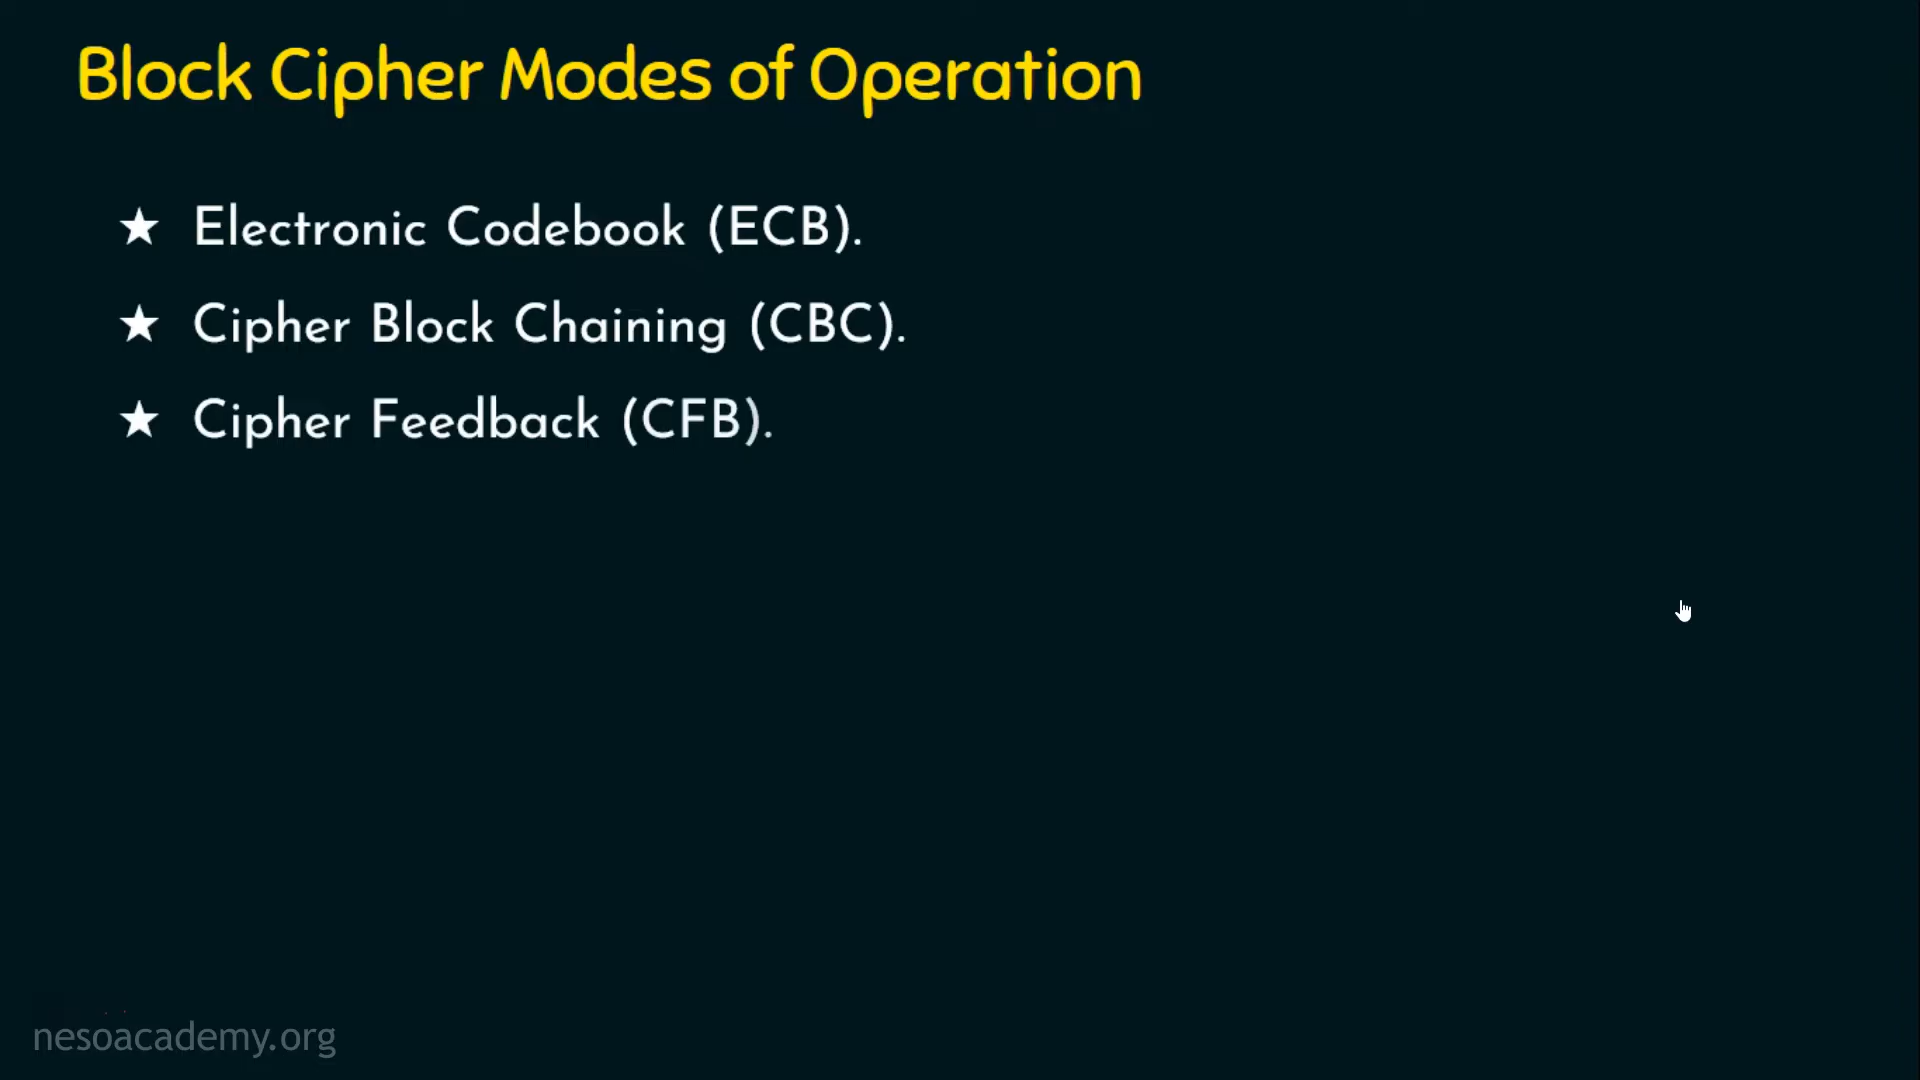 Block Cipher Modes of Operation
★ Electronic Codebook (ECB).
★ Cipher Block Chaining (CBC).
★ Cipher Feedback (CFB).
nesoacademy.org